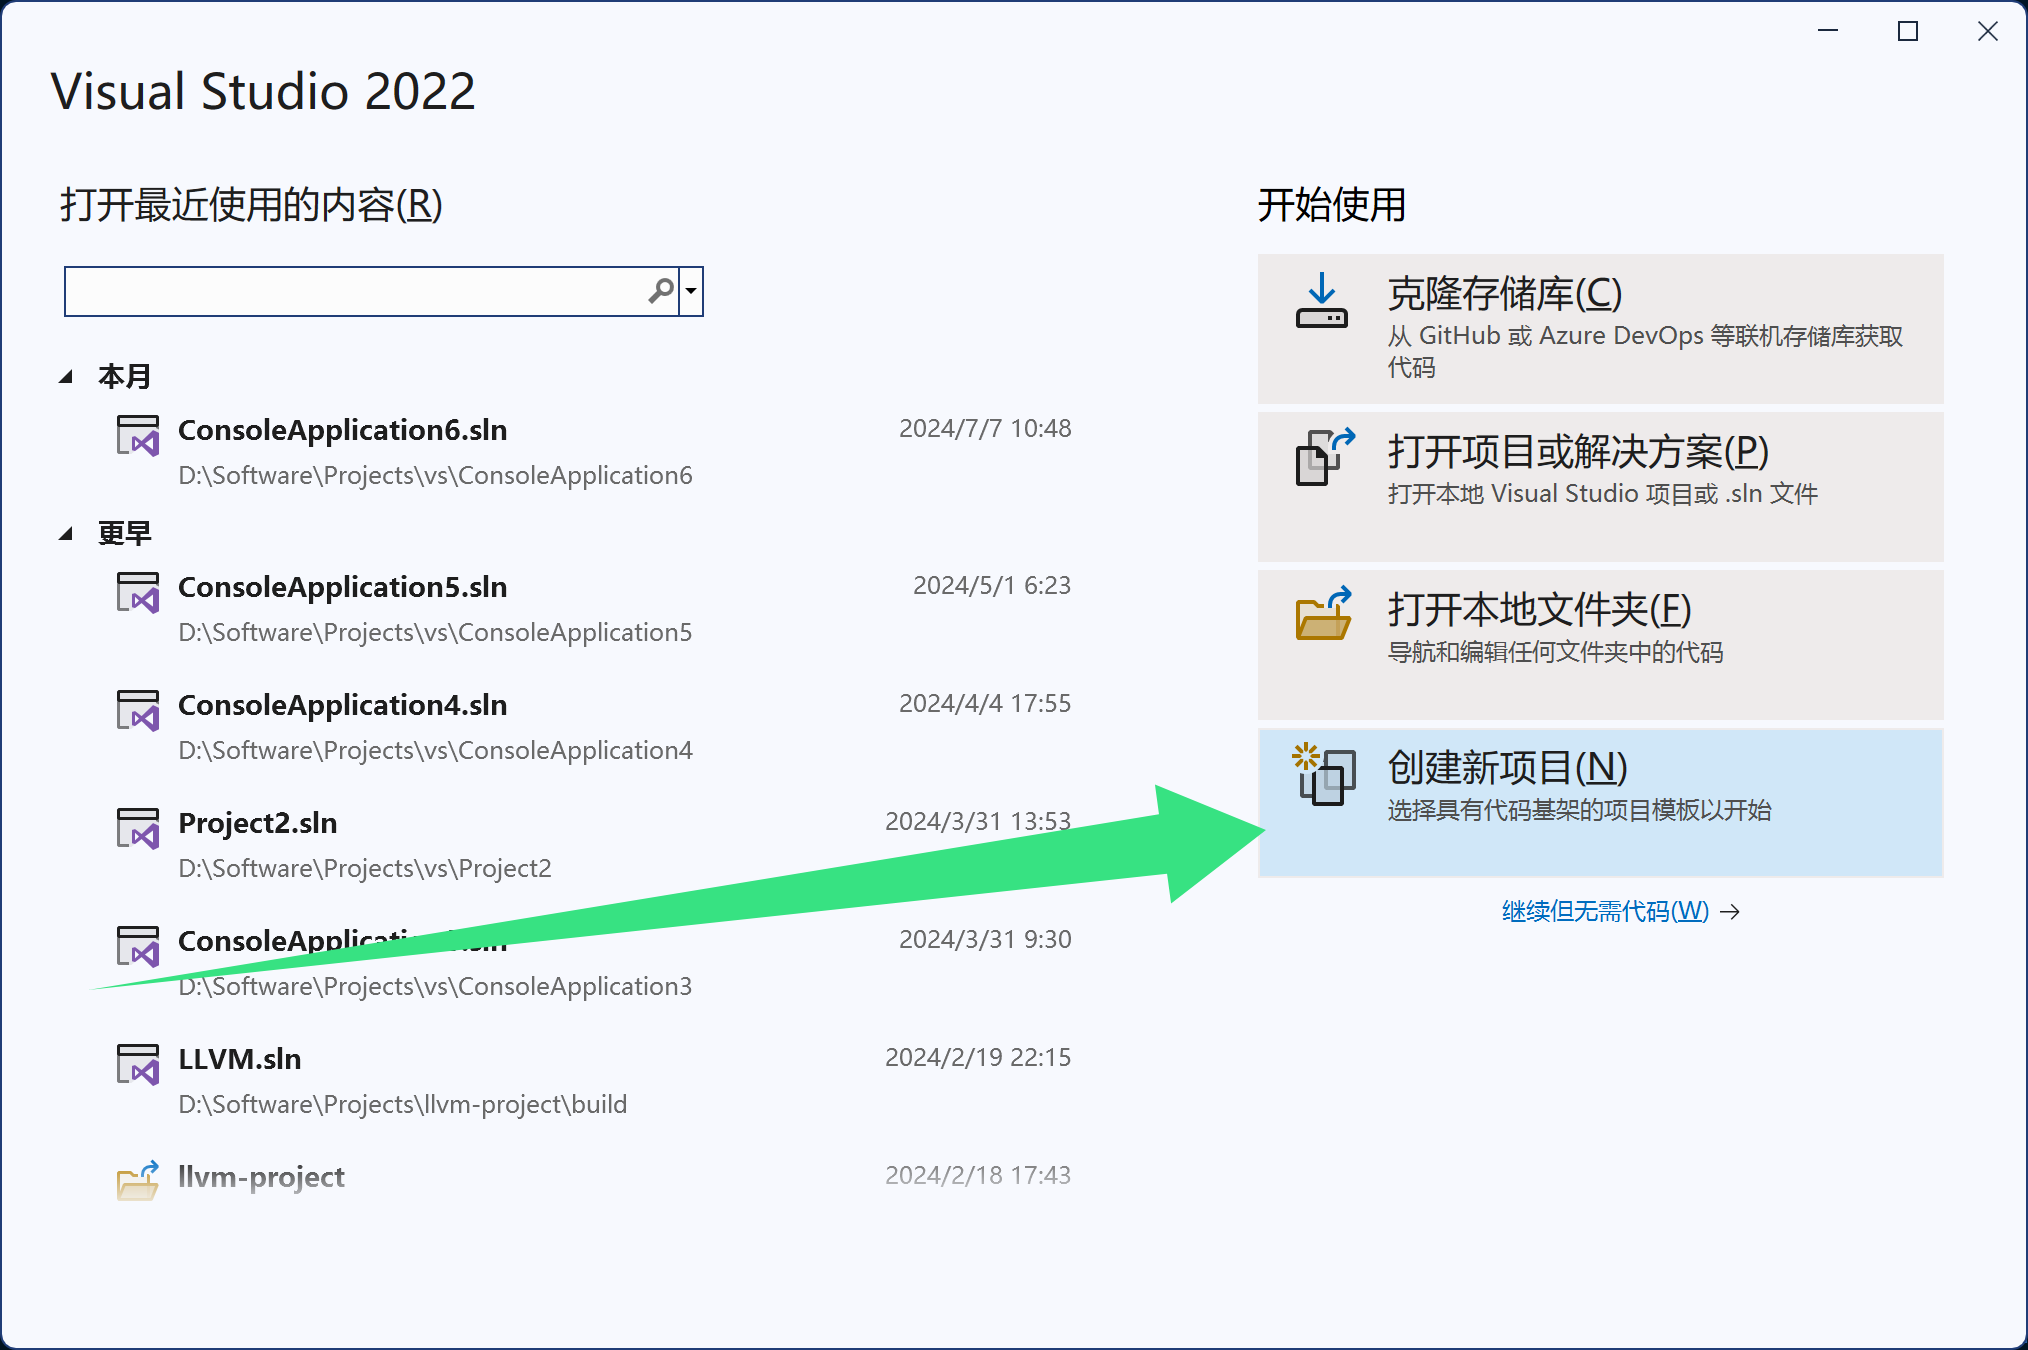 Visual Studio 2022
打开最近使用的内容(R)
本月
ConsoleApplication6.sln
2024/7/7 10:48
D:\Software\Projects\vs\ConsoleApplication6
更早
ConsoleApplication5.sln
2024/5/1 6:23
D:\Software\Projects\vs\ConsoleApplication5
ConsoleApplication4.sln
2024/4/4 17:55
D:\Software\Projects\vs\ConsoleApplication4
Project2.sln
2024/3/31 13:53
D:\Software\Projects\vs\Project2
2024/3/31 9:30
D:\Software\Projects\vs\ConsoleApplication3
LLVM.sln
2024/2/19 22:15
D:\Software\Projects\llvm-project\build
llvm-project
2024/2/18 17:43
开始使用
克隆存储库(C)
从 GitHub 或 Azure DevOps 等联机存储库获取
代码
打开项目或解决方案(P)
打开本地 Visual Studio 项目或 .sln 文件
打开本地文件夹(F)
导航和编辑任何文件夹中的代码
创建新项目(N)
选择具有代码基架的项目模板以开始
继续但无需代码(W) →